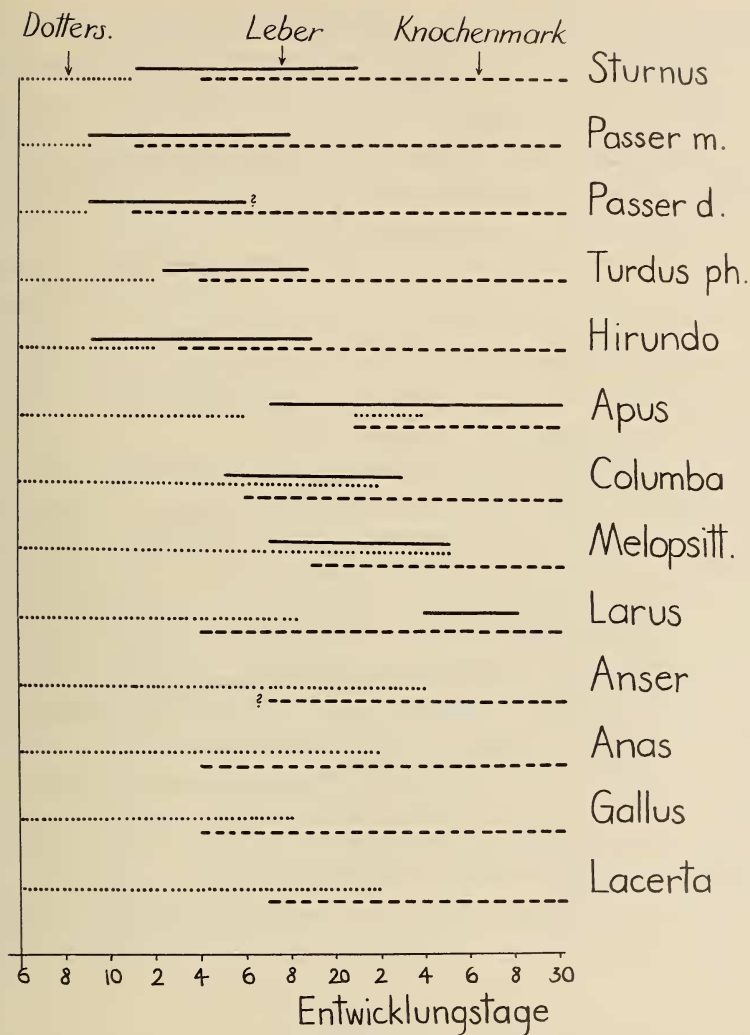 Dotters. Leber Knochenmark
Sturnus
Passer m.
? Passer d.
Turdus ph.
Hirundo
Apus
Columba
Melopsitt.
Larus
Anser
?
Anas
Gallus
Lacerta
6 8 10 2 4 6 8 20 2 4 6 8 30
Entwicklungstage